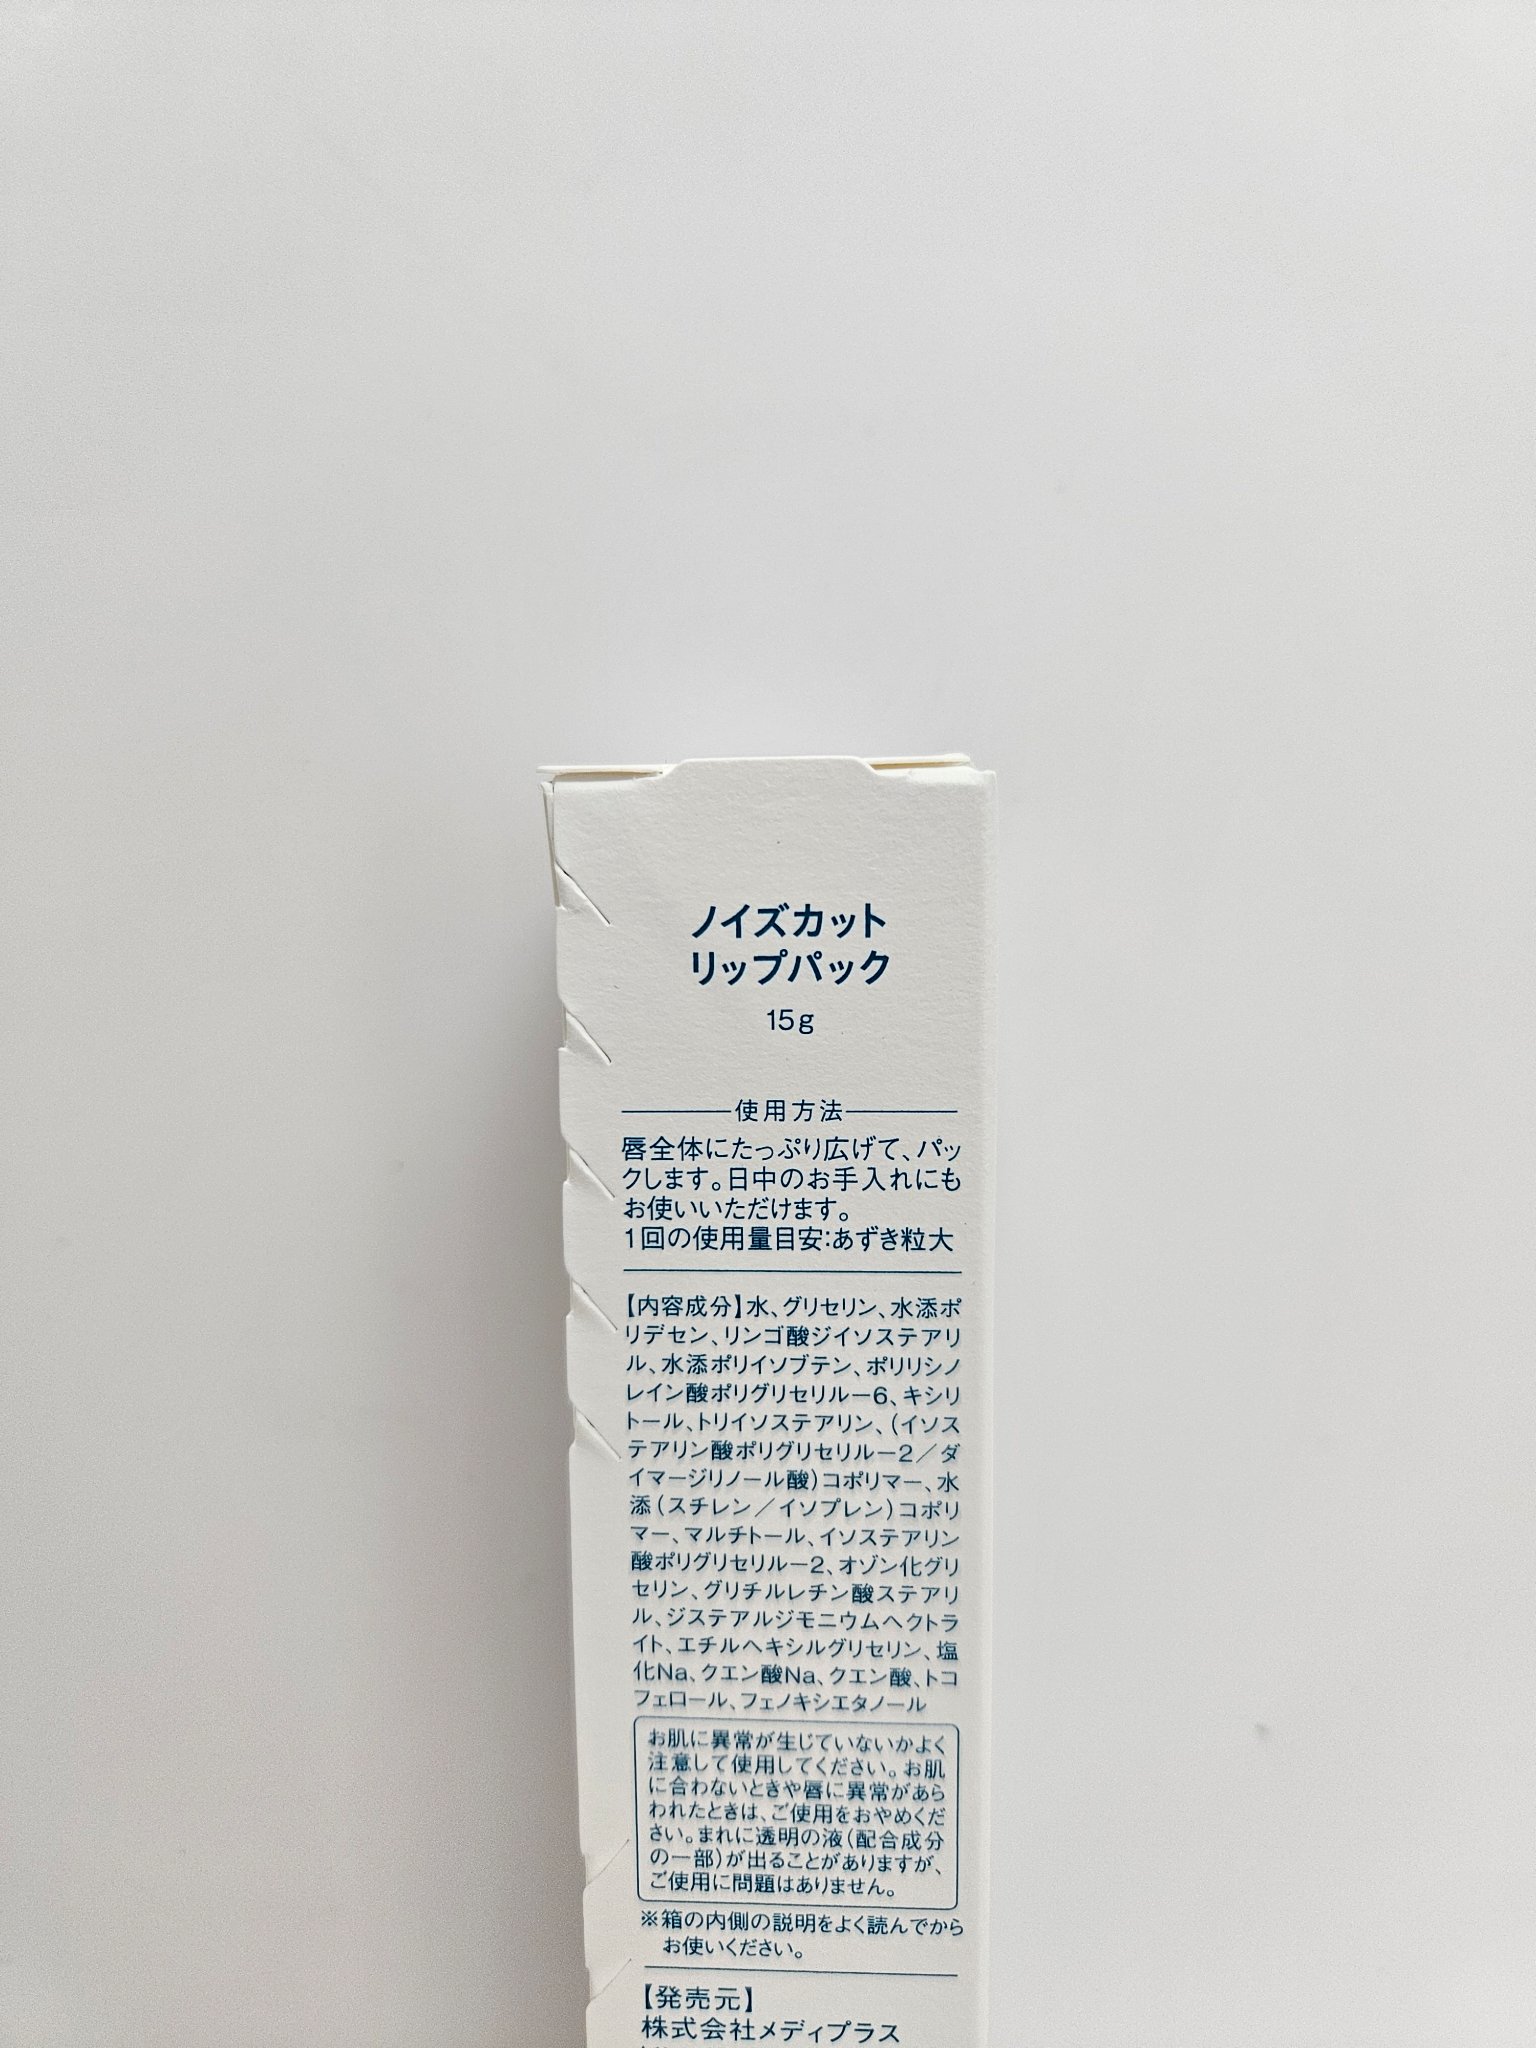 ノイズカット
リップパック
15g
使用方法
唇全体にたっぷり広げて、パッ
クします。日中のお手入れにも
お使いいただけます。
1回の使用量目安:あずき粒大
【内容成分】水、グリセリン、水添ポ
リデセン、リンゴ酸ジイソステアリ
ル、水添ポリイソブテン、ポリリシノ
レイン酸ポリグリセリル－6、キシリ
トール、トリイソステアリン、(イソス
テアリン酸ポリグリセリル－2／ダ
イマージリノール酸)コポリマー、水
添(スチレン／イソプレン)コポリ
マー、マルチトール、イソステアリン
酸ポリグリセリル－2、オゾン化グリ
セリン、グリチルレチン酸ステアリ
ル、ジステアルジモニウムヘクトラ
イト、エチルヘキシルグリセリン、塩
化Na、クエン酸Na、クエン酸、トコ
フェロール、フェノキシエタノール
お肌に異常が生じていないかよく
注意して使用してください。お肌
に合わないときや唇に異常があら
われたときは、ご使用をおやめくだ
さい。まれに透明の液(配合成分
の一部)が出ることがありますが、
ご使用に問題はありません。
※箱の内側の説明をよく読んでから
お使いください。
【発売元】
株式会社メディプラス